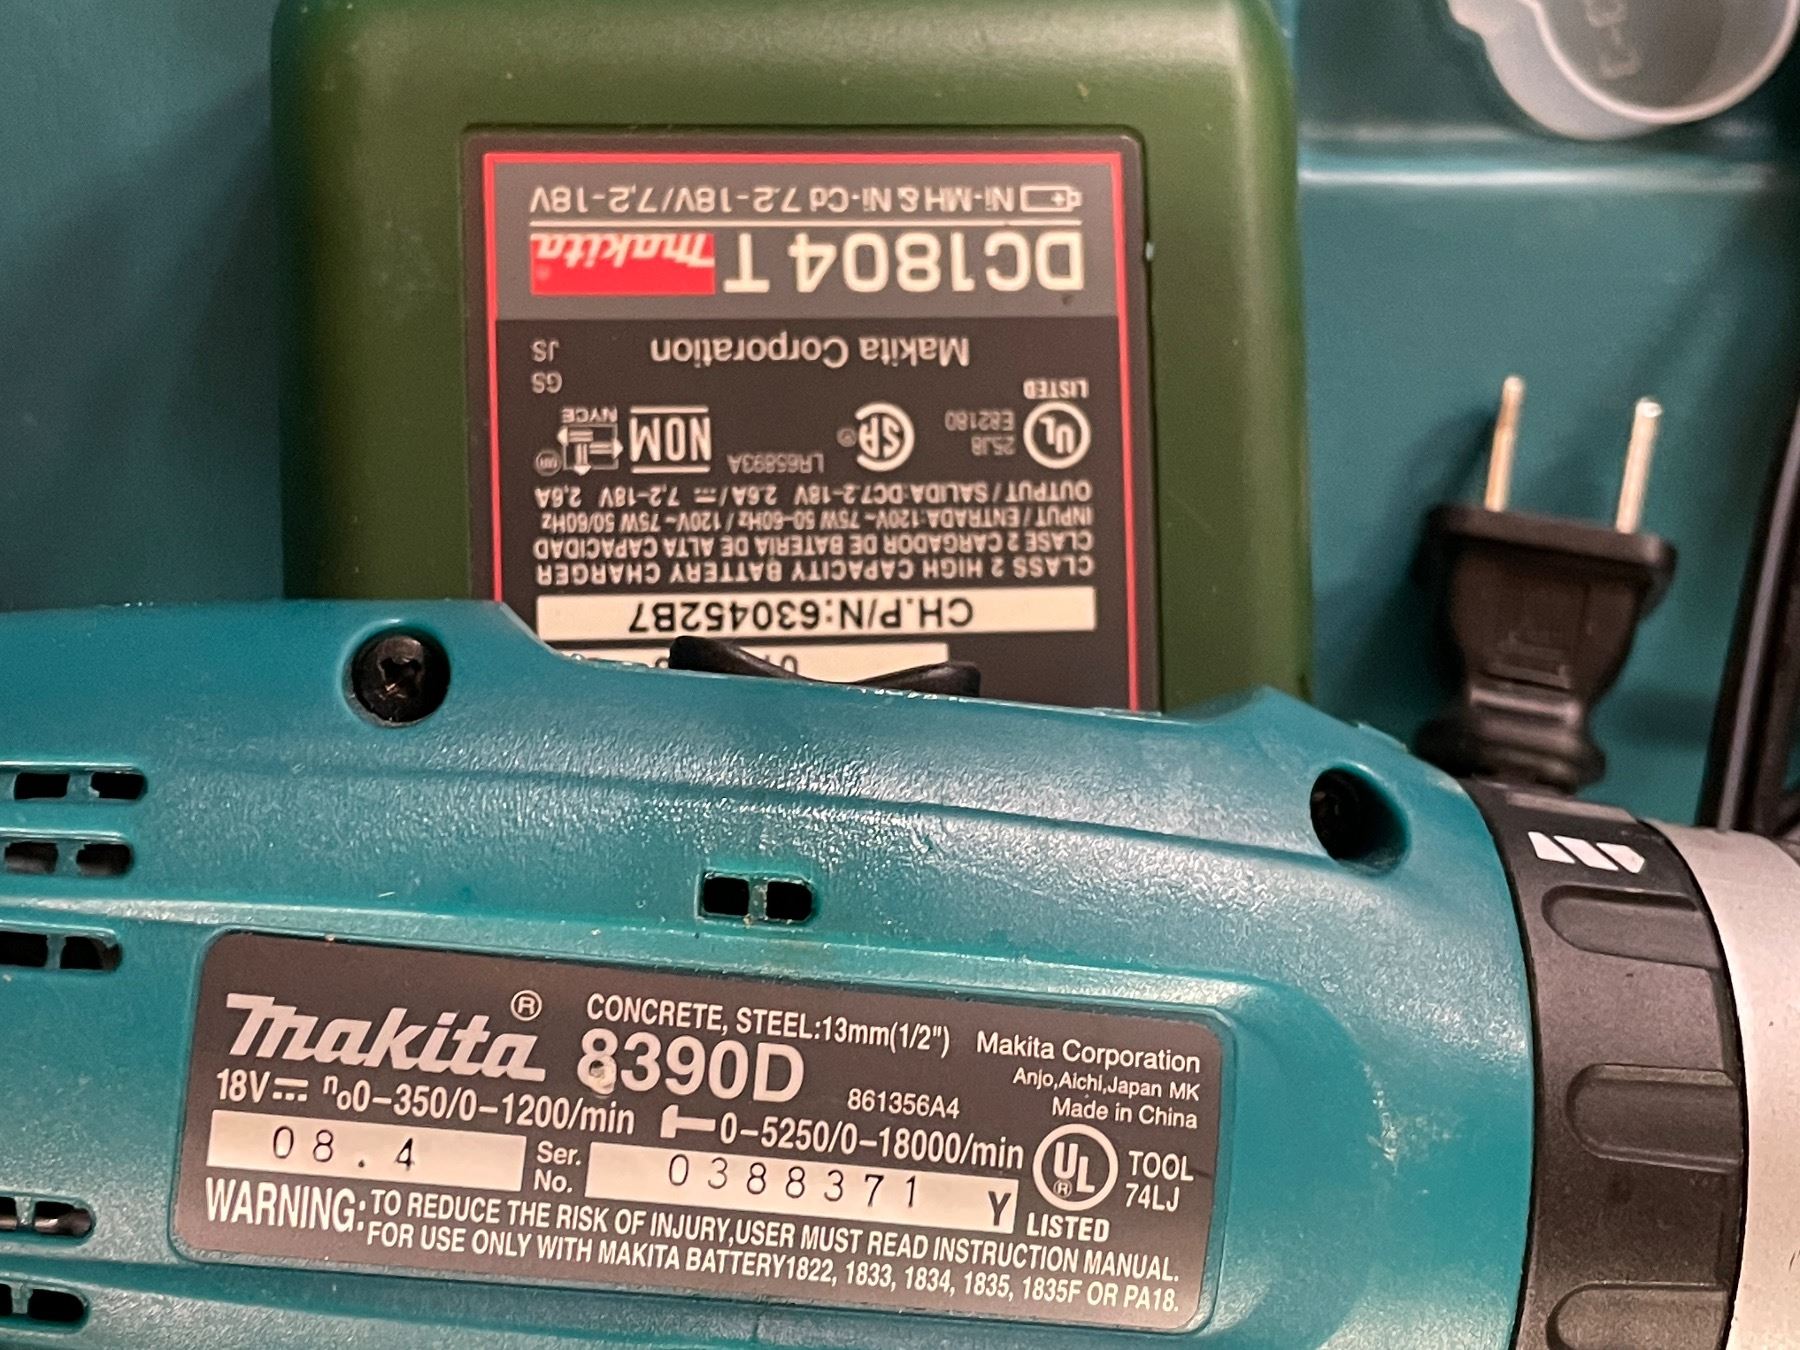 Ni-MH & Ni-Cd 7.2-18V/7,2-18V
DC1804 T makita
Makita Corporation
GS
JS
LISTED
UL
25J8
E82180
SA
LR65893A
NOM
NYCE
OUTPUT / SALIDA:DC7.2-18V 2.6A / 7,2-18V 2,6A
INPUT / ENTRADA:120V~ 75W 50-60Hz / 120V~ 75W 50/60Hz
CLASE 2 CARGADOR DE BATERÍA DE ALTA CAPACIDAD
CLASS 2 HIGH CAPACITY BATTERY CHARGER
CH.P/N:630452B7
makita®
CONCRETE, STEEL:13mm(1/2")
8390D
861356A4
Makita Corporation
Anjo,Aichi,Japan MK
Made in China
18V⎓ n₀0-350/0-1200/min 0-5250/0-18000/min
08.4
Ser. No. 0388371 Y
UL®
LISTED
TOOL
74LJ
WARNING: TO REDUCE THE RISK OF INJURY,USER MUST READ INSTRUCTION MANUAL.
FOR USE ONLY WITH MAKITA BATTERY1822, 1833, 1834, 1835, 1835F OR PA18.